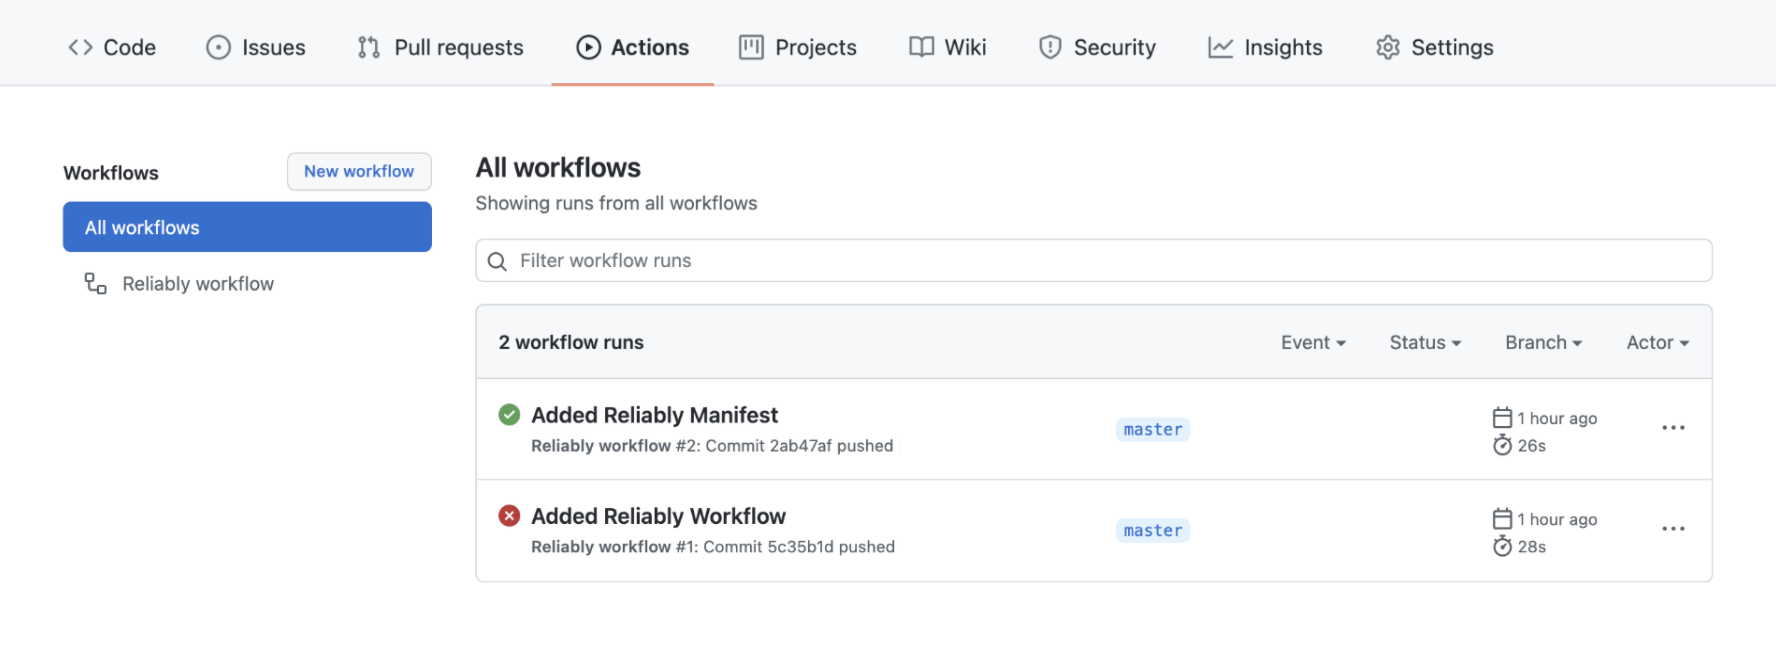 Code Issues Pull requests Actions Projects Wiki Security Insights Settings
Workflows
New workflow
All workflows
Reliably workflow
All workflows
Showing runs from all workflows
Filter workflow runs
2 workflow runs
Event Status Branch Actor
Added Reliably Manifest
Reliably workflow #2: Commit 2ab47af pushed
master
1 hour ago
26s
Added Reliably Workflow
Reliably workflow #1: Commit 5c35b1d pushed
master
1 hour ago
28s